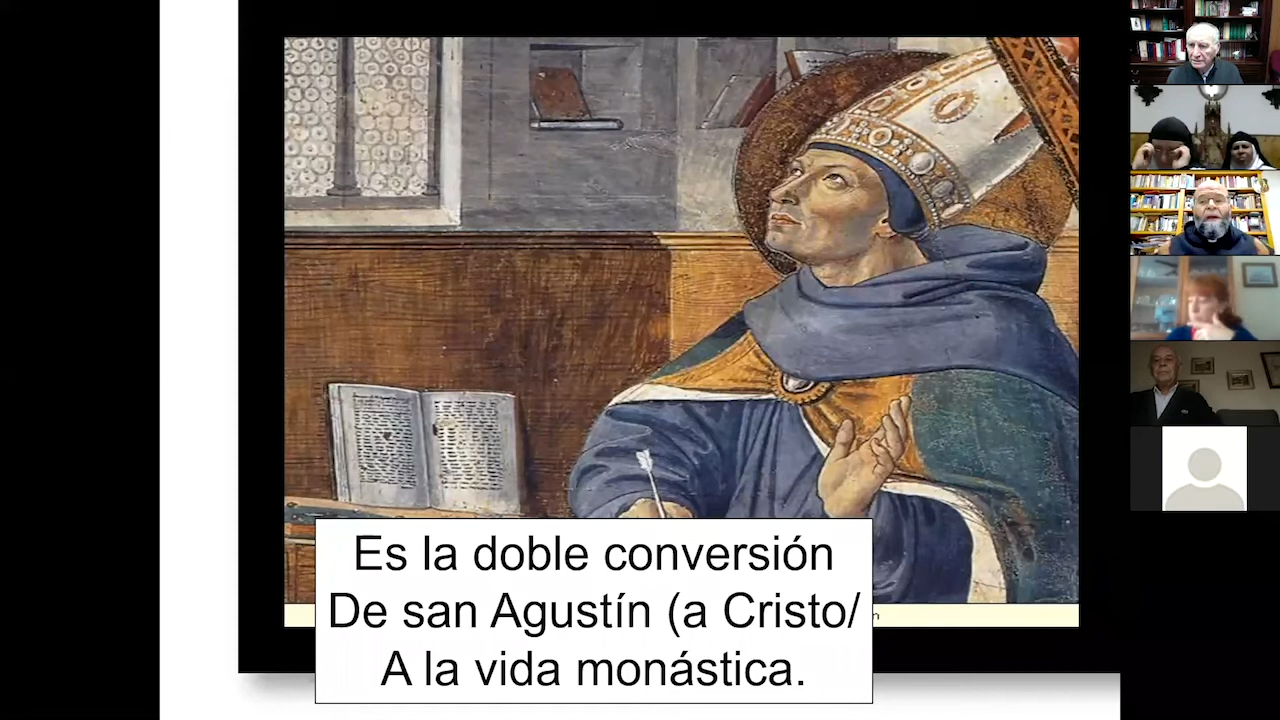 Es la doble conversión
De san Agustín (a Cristo/
A la vida monástica.